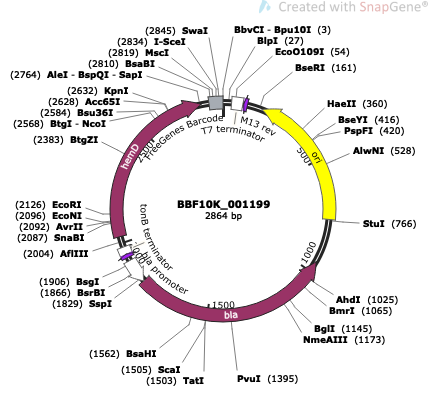 Created with SnapGene®
(2845) SwaI
(2834) I-SceI
(2819) MscI
(2810) BsaBI
(2764) AleI - BspQI - SapI
(2632) KpnI
(2628) Acc65I
(2584) Bsu36I
(2568) BtgI - NcoI
(2383) BtgZI
(2126) EcoRI
(2096) EcoNI
(2092) AvrII
(2087) SnaBI
(2004) AflIII
(1906) BsgI
(1866) BsrBI
(1829) SspI
(1562) BsaHI
(1505) ScaI
(1503) TatI
PvuI (1395)
BbvCI - Bpu10I (3)
BlpI (27)
EcoO109I (54)
BseRI (161)
HaeII (360)
BseYI (416)
PspFI (420)
AlwNI (528)
StuI (766)
AhdI (1025)
BmrI (1065)
BglI (1145)
NmeAIII (1173)
FreeGenes Barcode
T7 terminator
M13 rev
ori
hemD
tonB terminator
bla promoter
bla
500
1000
1500
2000
2500
BBF10K_001199
2864 bp